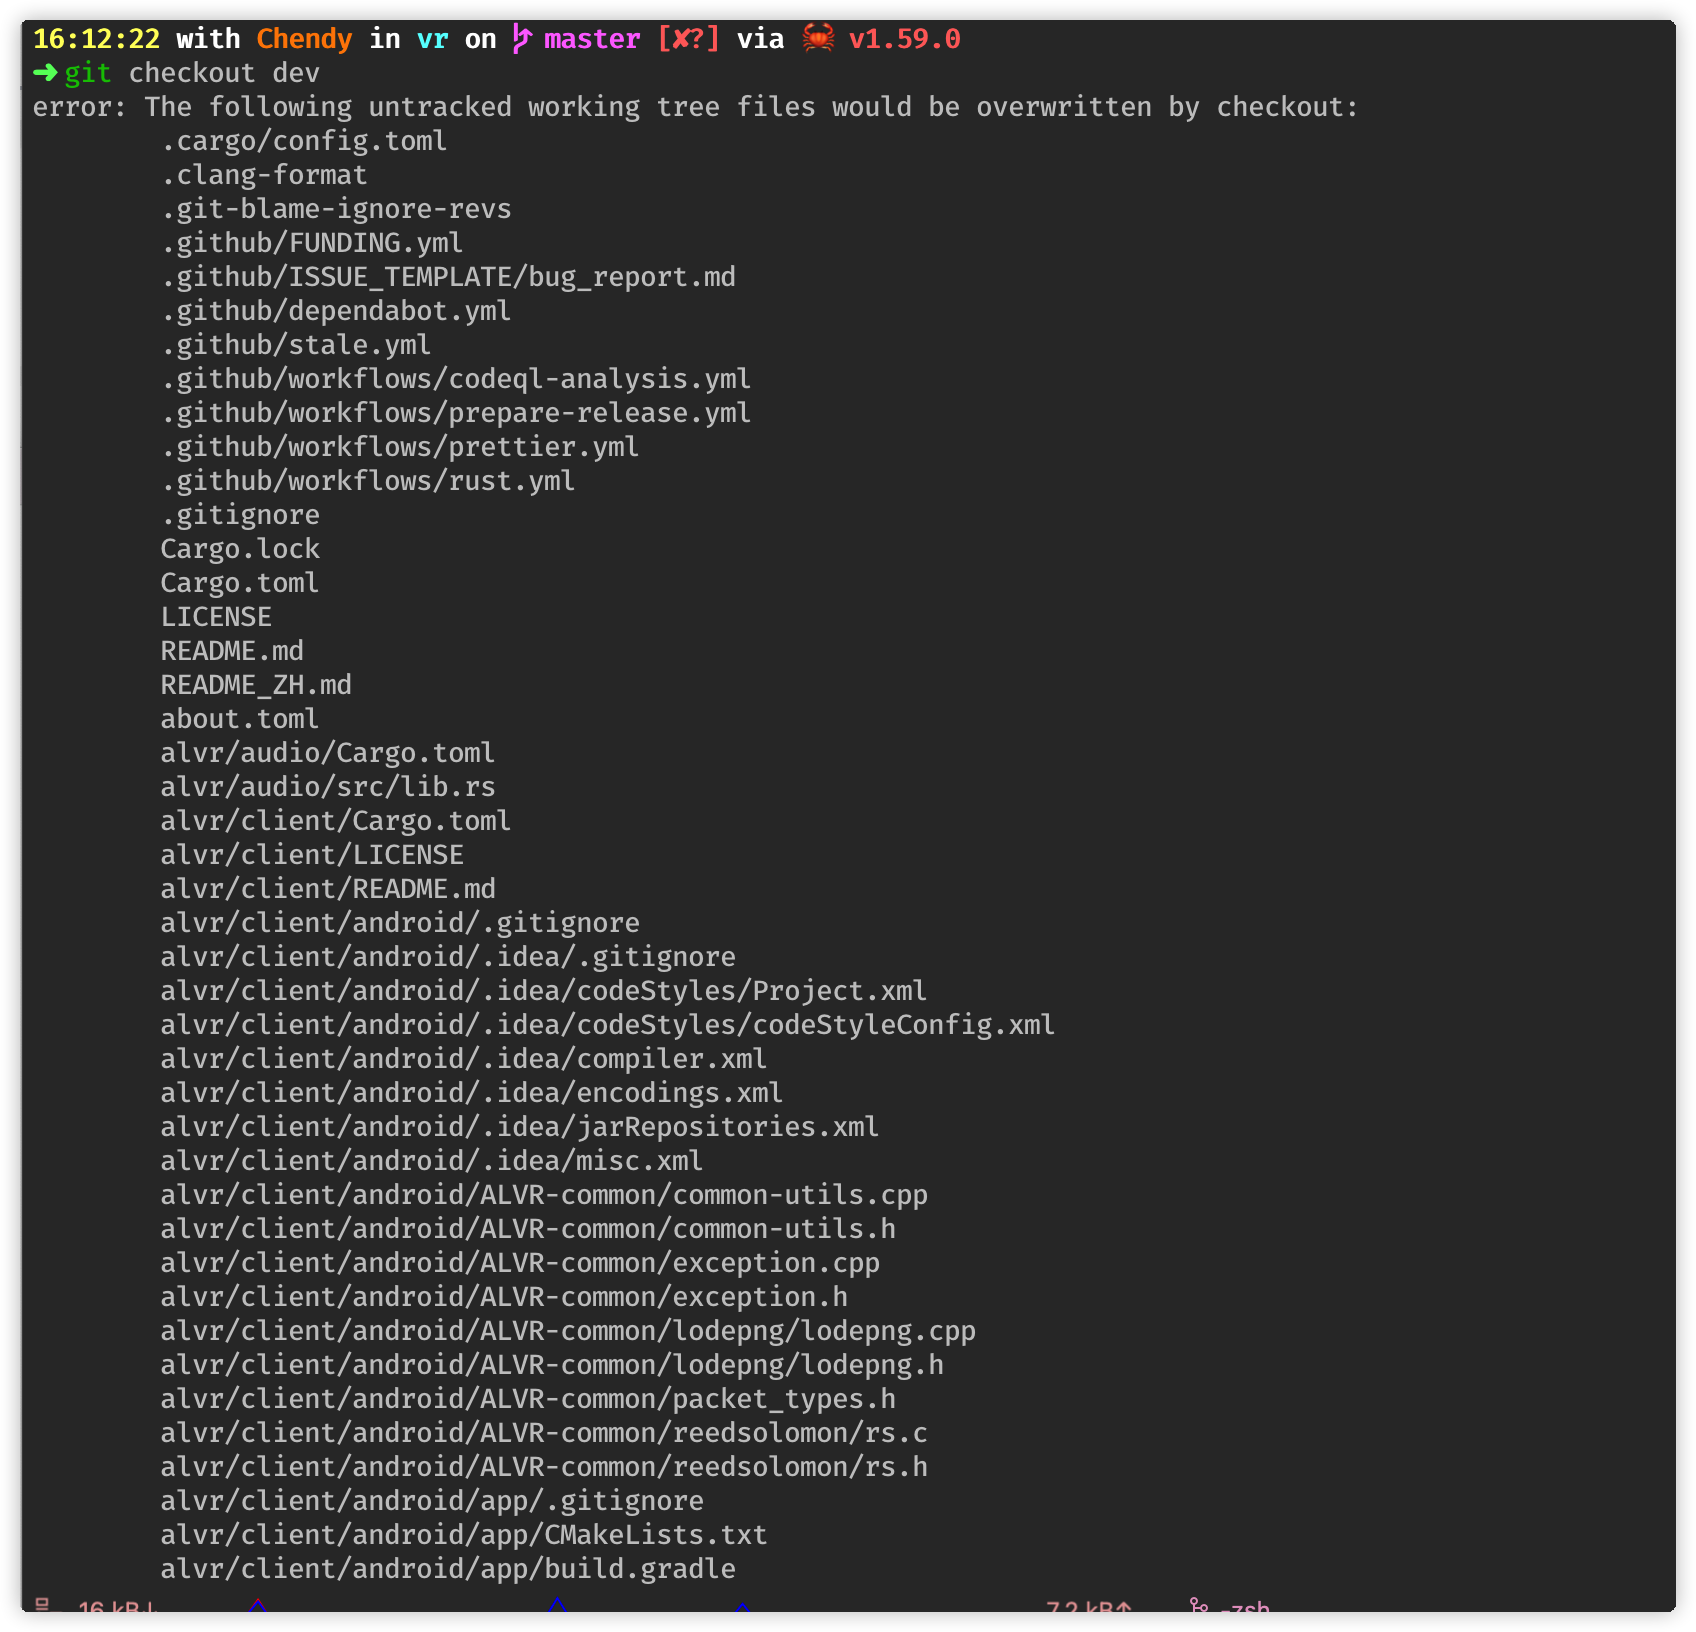 16:12:22 with Chendy in vr on master [✘?] via 🦀 v1.59.0
➜ git checkout dev
error: The following untracked working tree files would be overwritten by checkout:
.cargo/config.toml
.clang-format
.git-blame-ignore-revs
.github/FUNDING.yml
.github/ISSUE_TEMPLATE/bug_report.md
.github/dependabot.yml
.github/stale.yml
.github/workflows/codeql-analysis.yml
.github/workflows/prepare-release.yml
.github/workflows/prettier.yml
.github/workflows/rust.yml
.gitignore
Cargo.lock
Cargo.toml
LICENSE
README.md
README_ZH.md
about.toml
alvr/audio/Cargo.toml
alvr/audio/src/lib.rs
alvr/client/Cargo.toml
alvr/client/LICENSE
alvr/client/README.md
alvr/client/android/.gitignore
alvr/client/android/.idea/.gitignore
alvr/client/android/.idea/codeStyles/Project.xml
alvr/client/android/.idea/codeStyles/codeStyleConfig.xml
alvr/client/android/.idea/compiler.xml
alvr/client/android/.idea/encodings.xml
alvr/client/android/.idea/jarRepositories.xml
alvr/client/android/.idea/misc.xml
alvr/client/android/ALVR-common/common-utils.cpp
alvr/client/android/ALVR-common/common-utils.h
alvr/client/android/ALVR-common/exception.cpp
alvr/client/android/ALVR-common/exception.h
alvr/client/android/ALVR-common/lodepng/lodepng.cpp
alvr/client/android/ALVR-common/lodepng/lodepng.h
alvr/client/android/ALVR-common/packet_types.h
alvr/client/android/ALVR-common/reedsolomon/rs.c
alvr/client/android/ALVR-common/reedsolomon/rs.h
alvr/client/android/app/.gitignore
alvr/client/android/app/CMakeLists.txt
alvr/client/android/app/build.gradle
16 kB↓ 7.2 kB↑ -zsh